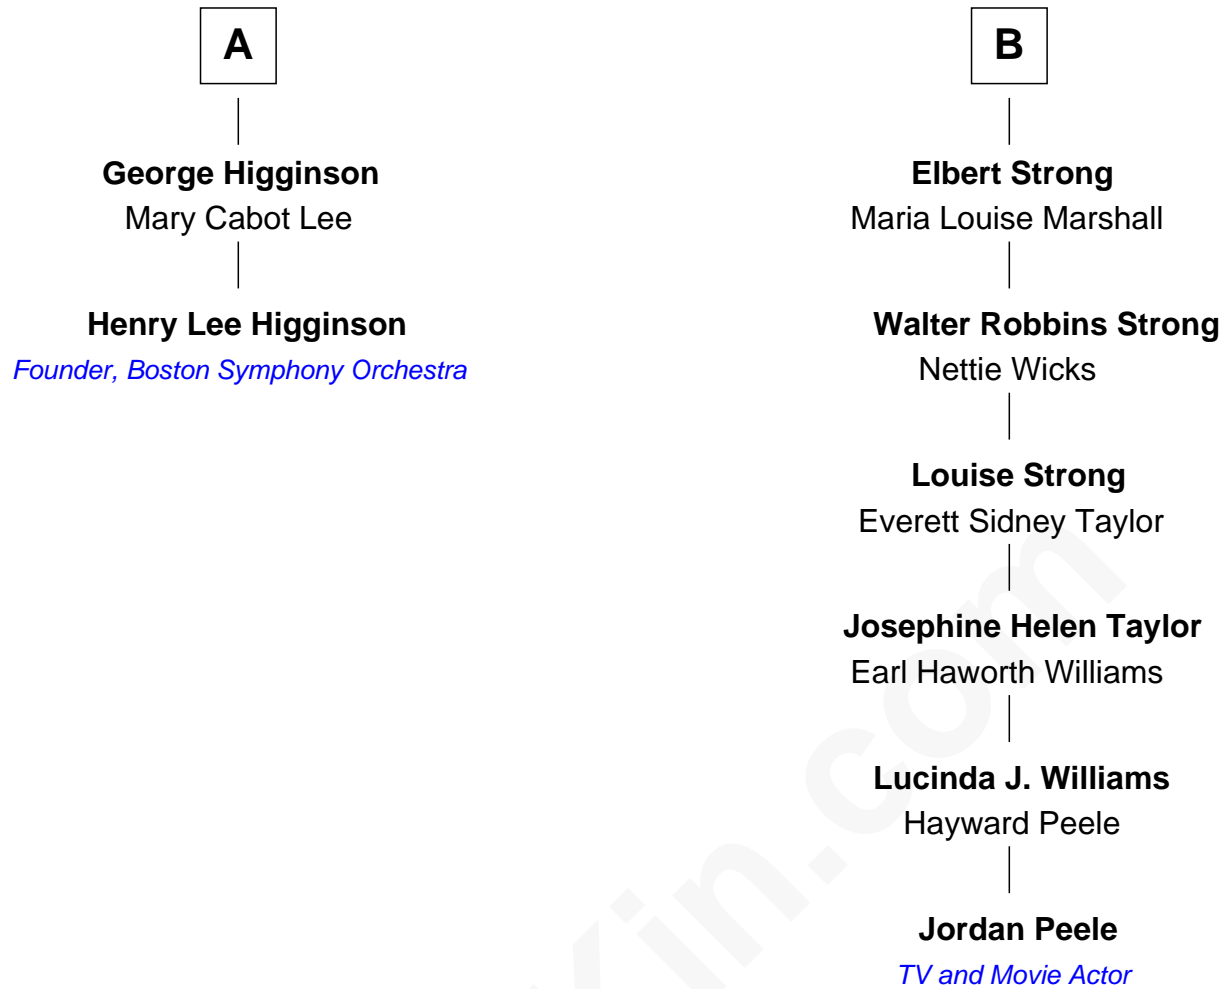 A
George Higginson
Mary Cabot Lee
Henry Lee Higginson
Founder, Boston Symphony Orchestra
B
Elbert Strong
Maria Louise Marshall
Walter Robbins Strong
Nettie Wicks
Louise Strong
Everett Sidney Taylor
Josephine Helen Taylor
Earl Haworth Williams
Lucinda J. Williams
Hayward Peele
Jordan Peele
TV and Movie Actor
Kin.com